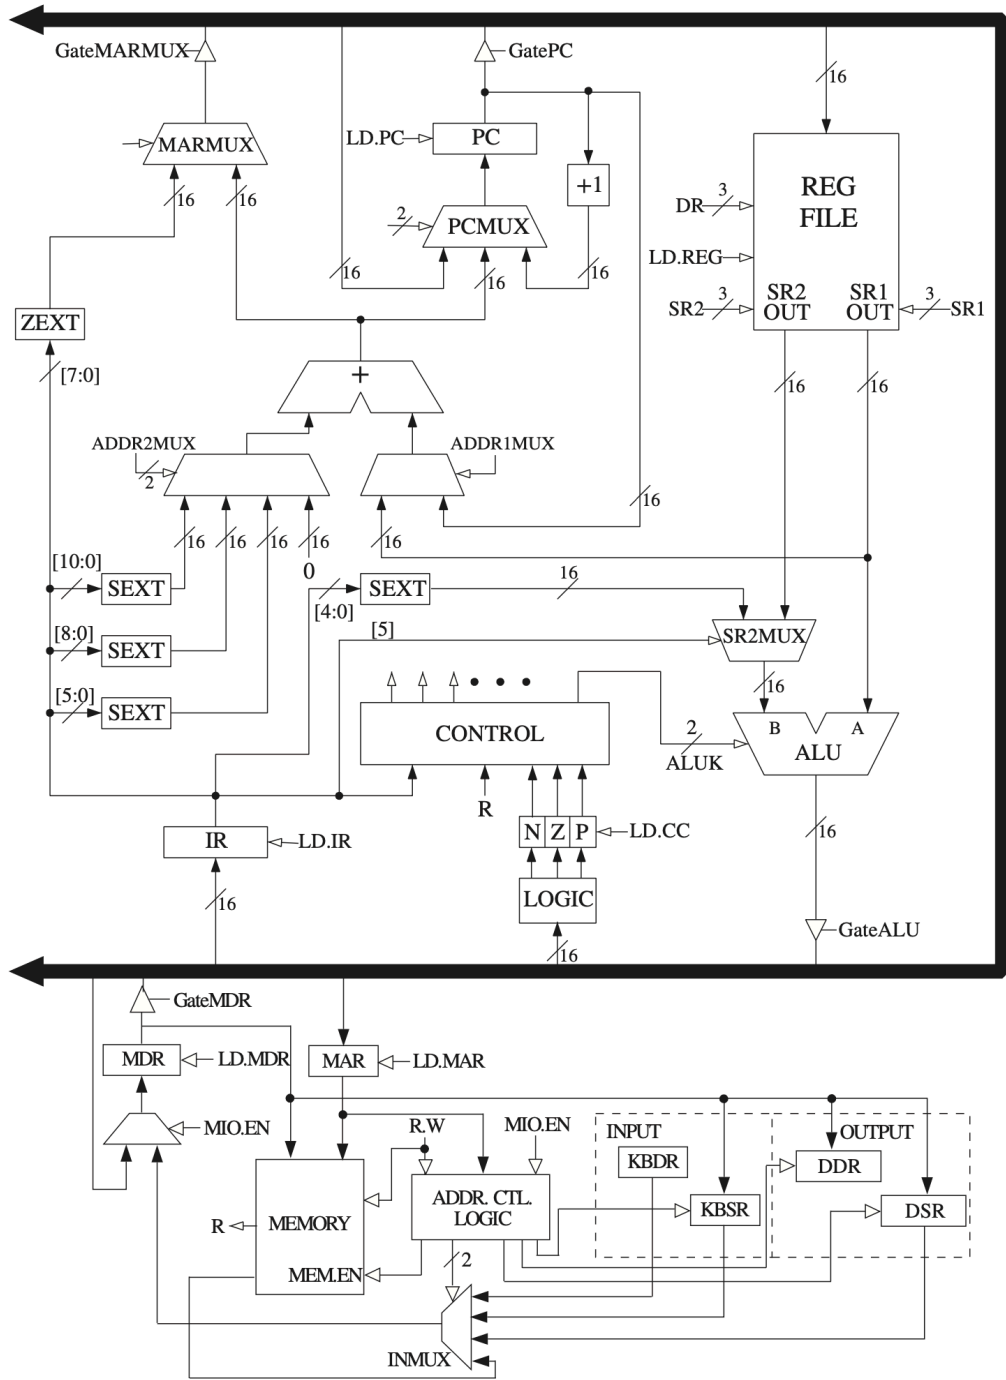 GateMARMUX
GatePC
16
MARMUX
LD.PC
PC
+1
REG
FILE
DR
3
16
16
2
PCMUX
LD.REG
16
16
16
SR2
3
SR2
OUT
SR1
OUT
3
SR1
ZEXT
[7:0]
+
16
16
ADDR2MUX
2
ADDR1MUX
16
16
16
16
16
16
[10:0]
SEXT
0
[4:0]
SEXT
16
[8:0]
SEXT
[5]
SR2MUX
16
[5:0]
SEXT
CONTROL
2
ALUK
B
A
ALU
R
IR
LD.IR
N
Z
P
LD.CC
16
16
LOGIC
16
GateALU
GateMDR
MDR
LD.MDR
MAR
LD.MAR
MIO.EN
R.W
MIO.EN
INPUT
KBDR
OUTPUT
DDR
R
MEMORY
ADDR. CTL.
LOGIC
KBSR
DSR
MEM.EN
2
INMUX